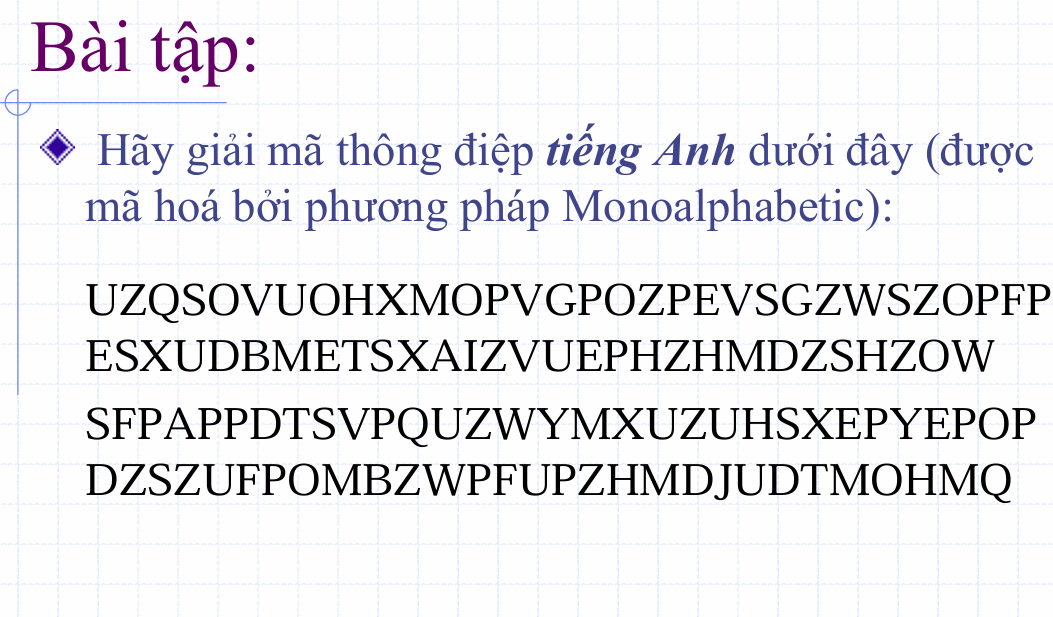 Bài tập:
Hãy giải mã thông điệp tiếng Anh dưới đây (được
mã hoá bởi phương pháp Monoalphabetic):
UZQSOVUOHXMOPVGPOZPEVSGZWSZOPFP
ESXUDBMETSXAIZVUEPHZHMDZSHZOW
SFPAPPDTSVPQUZWYMXUZUHSXEPYEPOP
DZSZUFPOMBZWPFUPZHMDJUDTMOHMQ